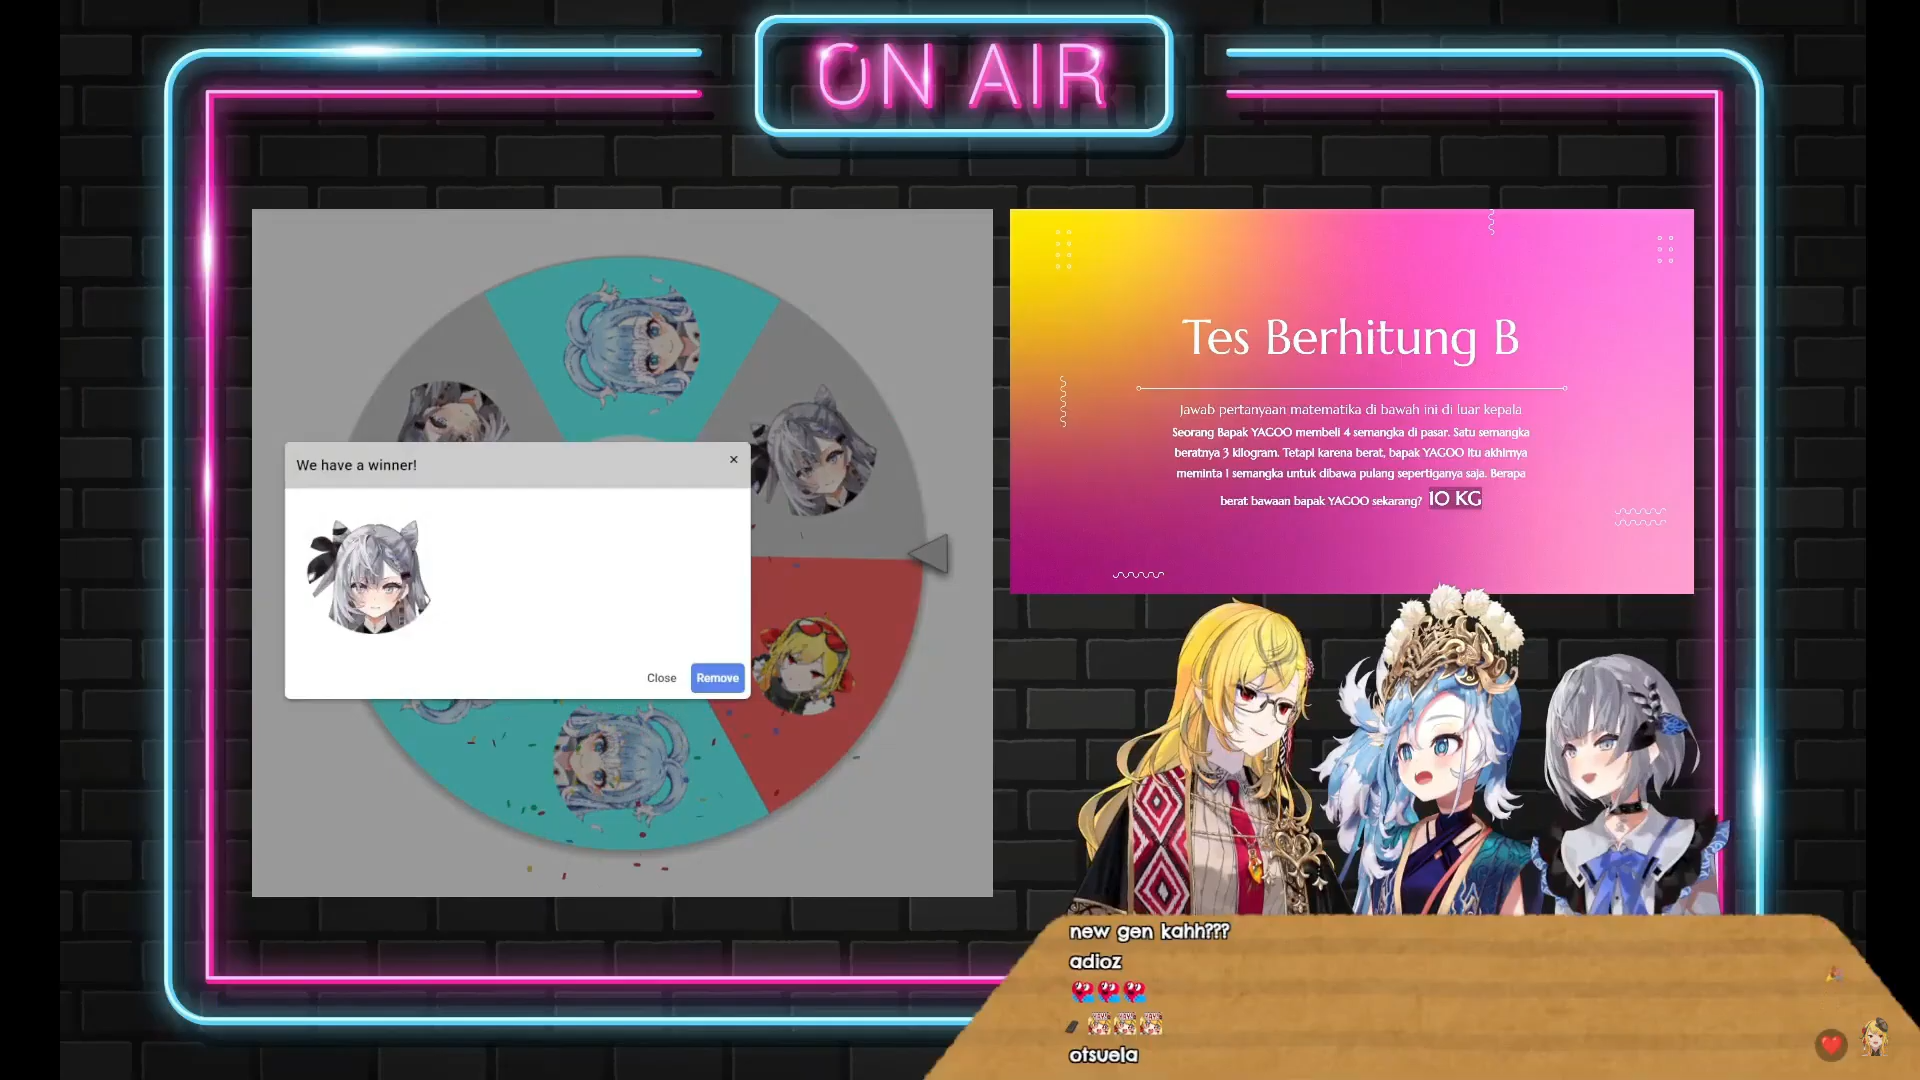 ON AIR
We have a winner!
×
Close
Remove
Tes Berhitung B
Jawab pertanyaan matematika di bawah ini di luar kepala
Seorang Bapak YAGOO membeli 4 semangka di pasar. Satu semangka
beratnya 3 kilogram. Tetapi karena berat, bapak YAGOO itu akhirnya
meminta 1 semangka untuk dibawa pulang sepertiganya saja. Berapa
berat bawaan bapak YAGOO sekarang? 10 KG
new gen kahh???
adioz
otsuela